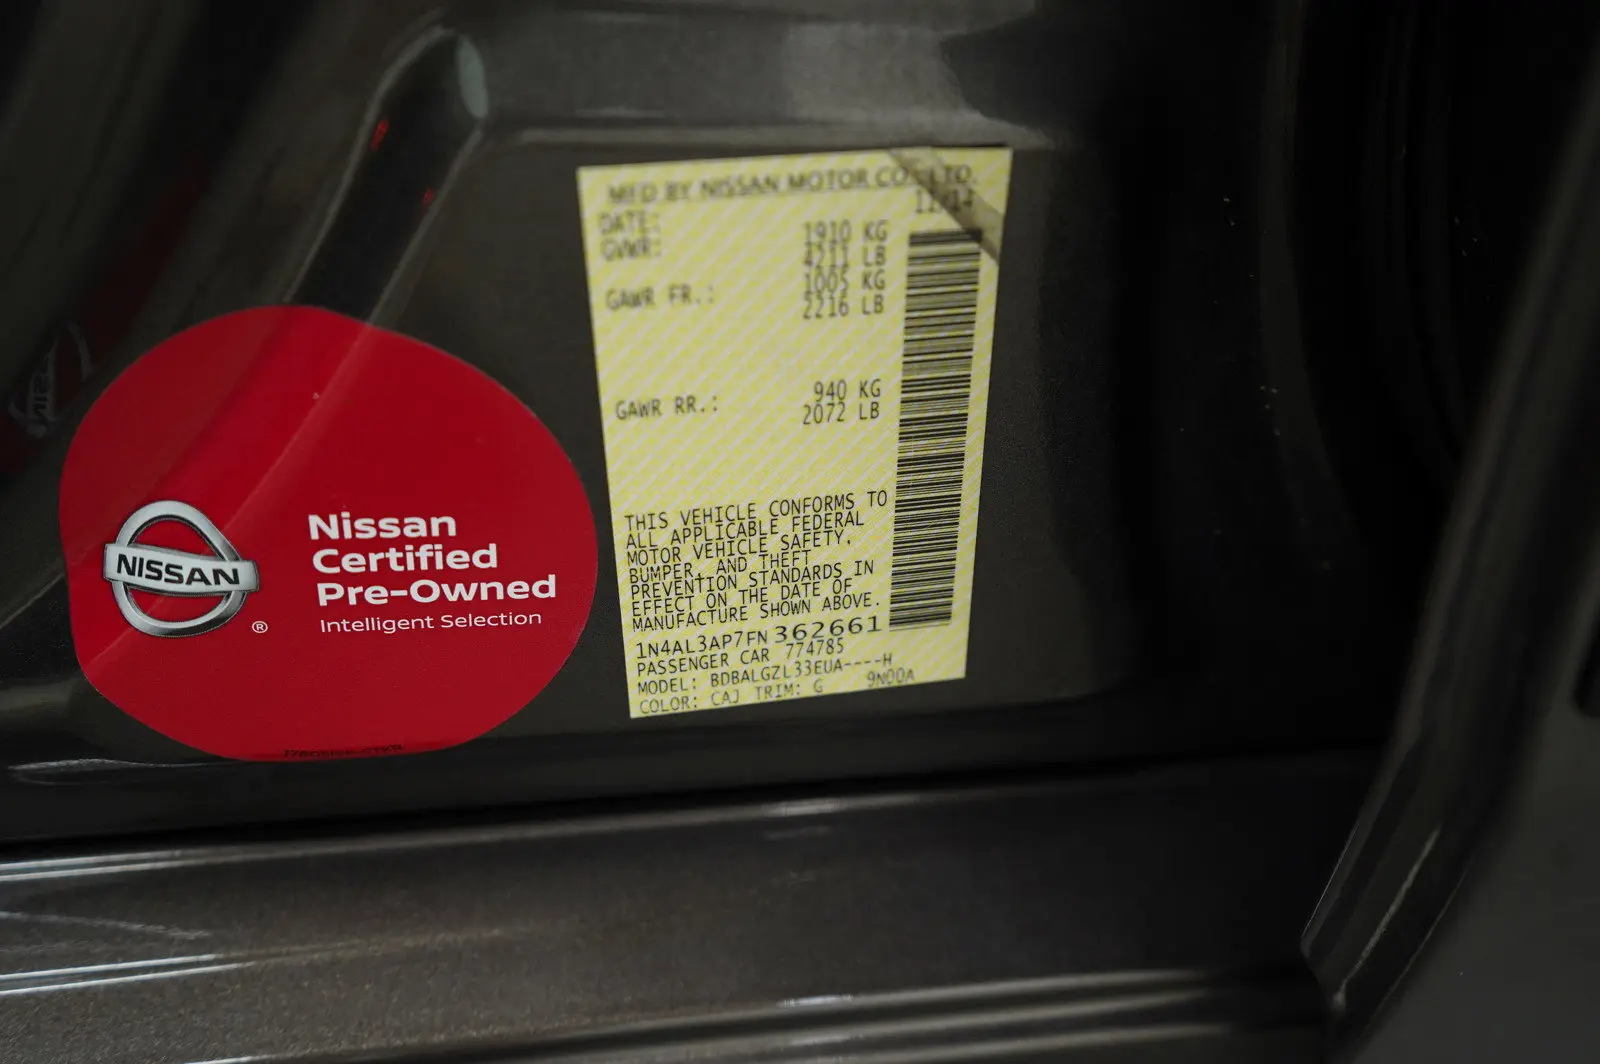 MFD BY NISSAN MOTOR CO., LTD.
DATE: 11/14
GVWR: 1910 KG
4211 LB
GAWR FR.: 1005 KG
2216 LB
GAWR RR.: 940 KG
2072 LB
THIS VEHICLE CONFORMS TO
ALL APPLICABLE FEDERAL
MOTOR VEHICLE SAFETY,
BUMPER, AND THEFT
PREVENTION STANDARDS IN
EFFECT ON THE DATE OF
MANUFACTURE SHOWN ABOVE.
1N4AL3AP7FN362661
PASSENGER CAR 774785
MODEL: BDBALGZL33EUA----H
COLOR: CAJ TRIM: G 9N00A
NISSAN
®
Nissan
Certified
Pre-Owned
Intelligent Selection